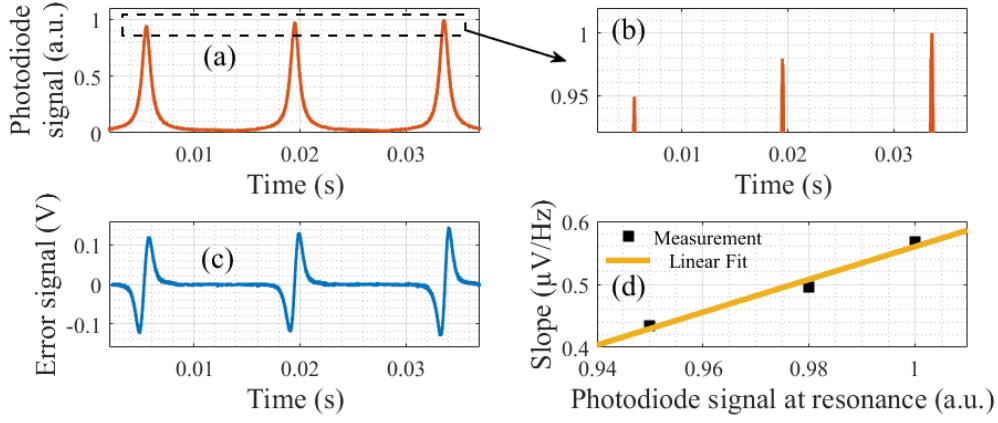 Photodiode
signal (a.u.)
1
0.5
0
(a)
0.01
0.02
0.03
Time (s)
(b)
1
0.95
0.01
0.02
0.03
Time (s)
Error signal (V)
0.1
0
-0.1
(c)
0.01
0.02
0.03
Time (s)
Slope (µV/Hz)
0.6
0.5
0.4
Measurement
Linear Fit
(d)
0.94
0.96
0.98
1
Photodiode signal at resonance (a.u.)